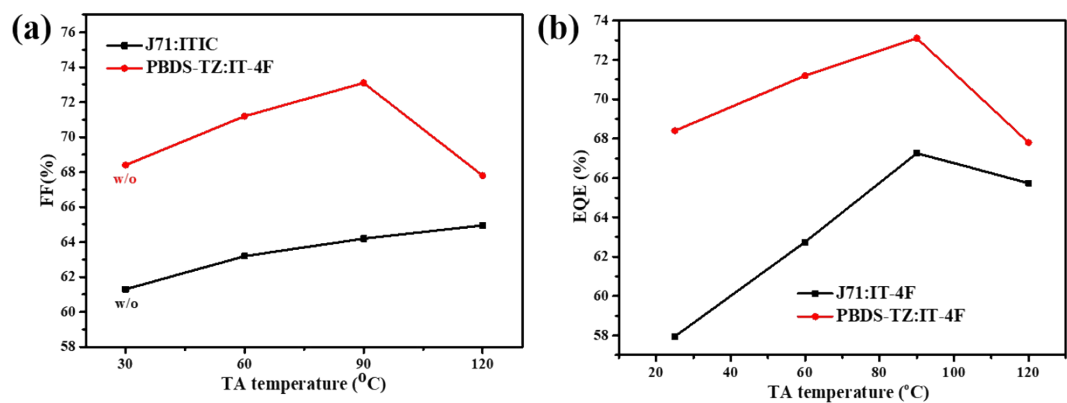 (a)
J71:ITIC
PBDS-TZ:IT-4F
FF(%)
76
74
72
70
68
66
64
62
60
58
w/o
w/o
30
60
90
120
TA temperature (⁰C)
(b)
EQE (%)
74
72
70
68
66
64
62
60
58
J71:IT-4F
PBDS-TZ:IT-4F
20
40
60
80
100
120
TA temperature (°C)